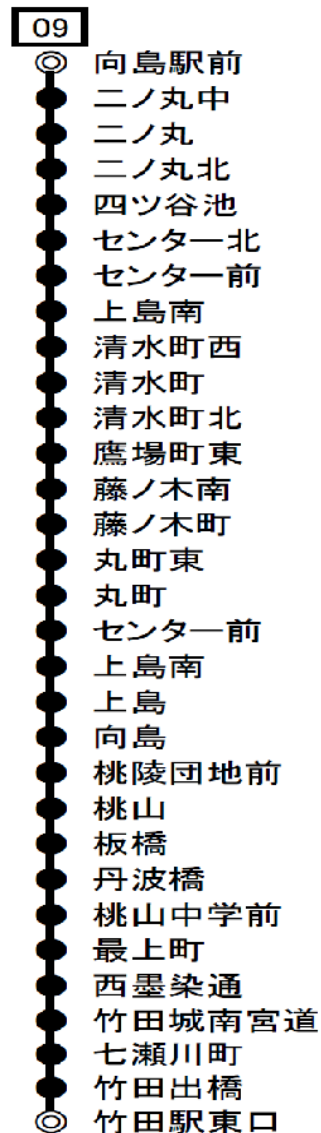 09
向島駅前
二ノ丸中
二ノ丸
二ノ丸北
四ツ谷池
センター北
センター前
上島南
清水町西
清水町
清水町北
鷹場町東
藤ノ木南
藤ノ木町
丸町東
丸町
センター前
上島南
上島
向島
桃陵団地前
桃山
板橋
丹波橋
桃山中学前
最上町
西墨染通
竹田城南宮道
七瀬川町
竹田出橋
竹田駅東口